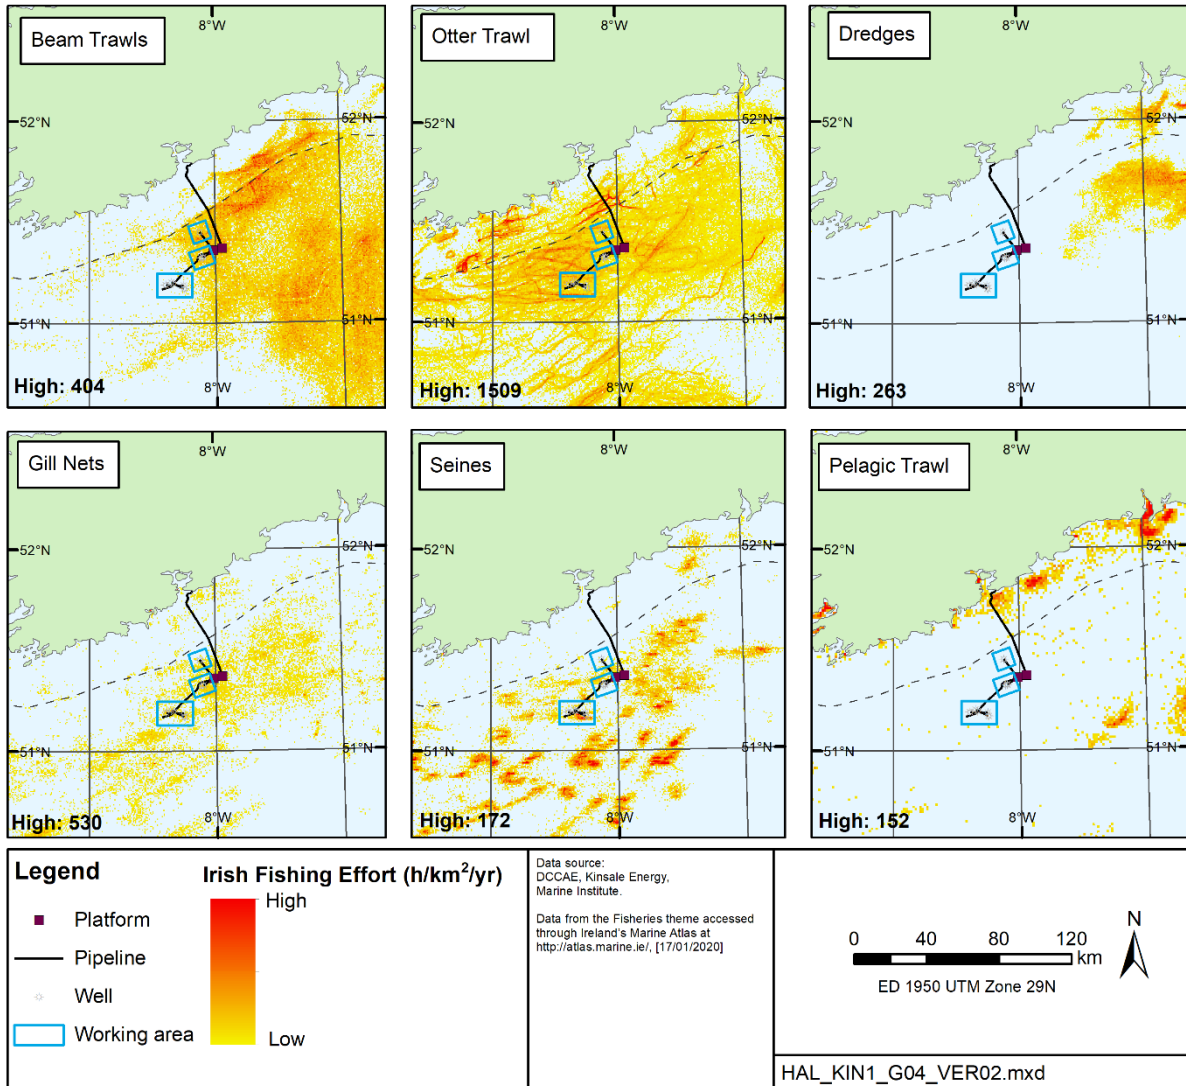 Beam Trawls
8°W
52°N
52°N
51°N
51°N
8°W
High: 404
Otter Trawl
8°W
52°N
52°N
51°N
51°N
8°W
High: 1509
Dredges
8°W
52°N
52°N
51°N
51°N
8°W
High: 263
Gill Nets
8°W
52°N
52°N
51°N
51°N
8°W
High: 530
Seines
8°W
52°N
52°N
51°N
51°N
8°W
High: 172
Pelagic Trawl
8°W
52°N
52°N
51°N
51°N
8°W
High: 152
Legend
Platform
Pipeline
Well
Working area
Irish Fishing Effort (h/km²/yr)
High
Low
Data source:
DCCAE, Kinsale Energy,
Marine Institute.
Data from the Fisheries theme accessed
through Ireland's Marine Atlas at
http://atlas.marine.ie/, [17/01/2020]
N
0 40 80 120
km
ED 1950 UTM Zone 29N
HAL_KIN1_G04_VER02.mxd